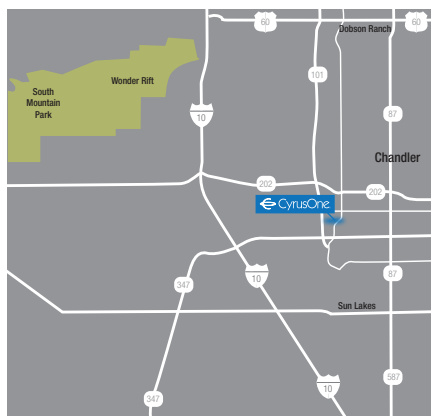 60
Dobson Ranch
60
Wonder Rift
101
South
Mountain
Park
10
87
Chandler
202
202
CyrusOne
10
87
347
Sun Lakes
587
10
347